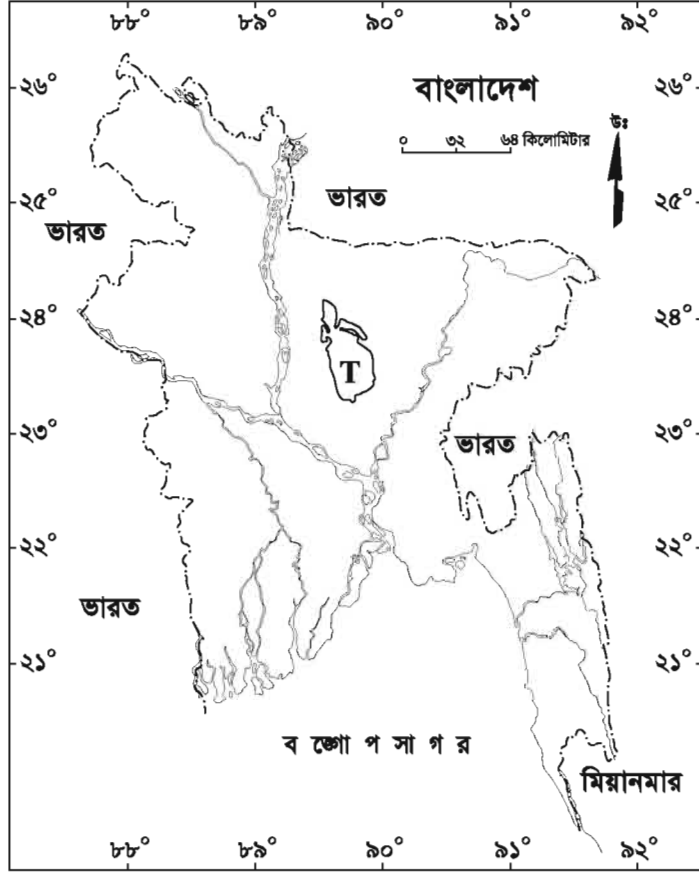 ৮৮° ৮৯° ৯০° ৯১° ৯২°
২৬° বাংলাদেশ ২৬°
উঃ
০ ৩২ ৬৪ কিলোমিটার
২৫° ভারত ২৫°
ভারত
২৪° ২৪°
T
২৩° ভারত ২৩°
২২° ২২°
ভারত
২১° ২১°
ব ঙ্গো প সা গ র
মিয়ানমার
৮৮° ৮৯° ৯০° ৯১° ৯২°